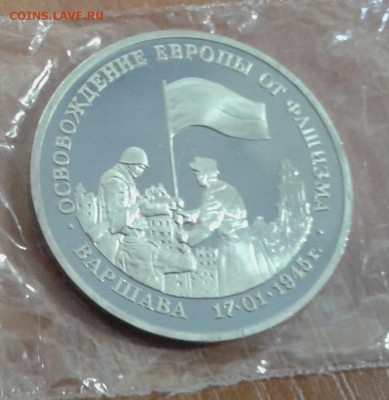 COINS.LAVE.RU
· ОСВОБОЖДЕНИЕ ЕВРОПЫ ОТ ФАШИЗМА ·
ВАРШАВА 17·01·1945г.